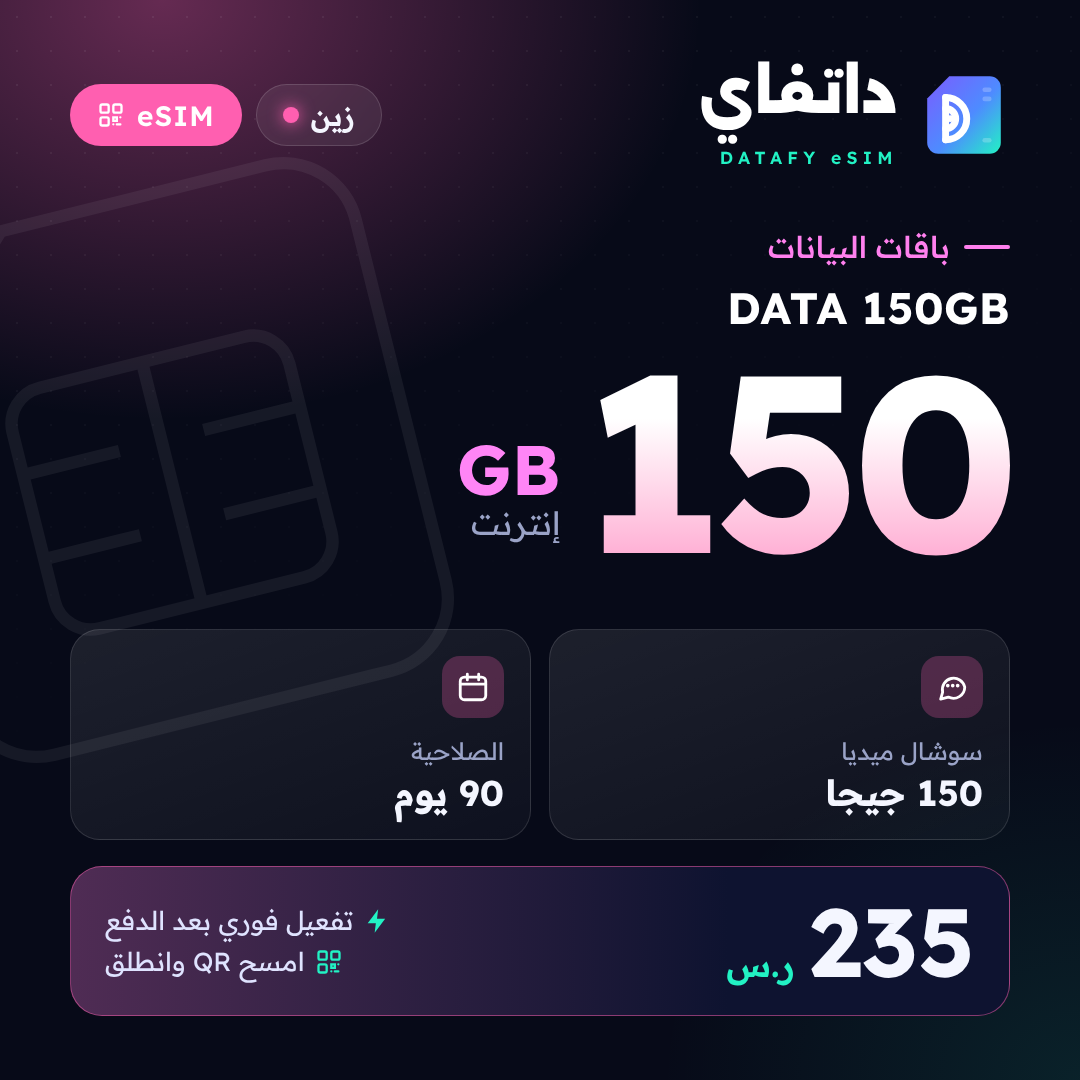 داتفاي
DATAFY eSIM
زين
eSIM
باقات البيانات
DATA 150GB
150
GB
إنترنت
سوشال ميديا
150 جيجا
الصلاحية
90 يوم
235 ر.س
تفعيل فوري بعد الدفع
امسح QR وانطلق